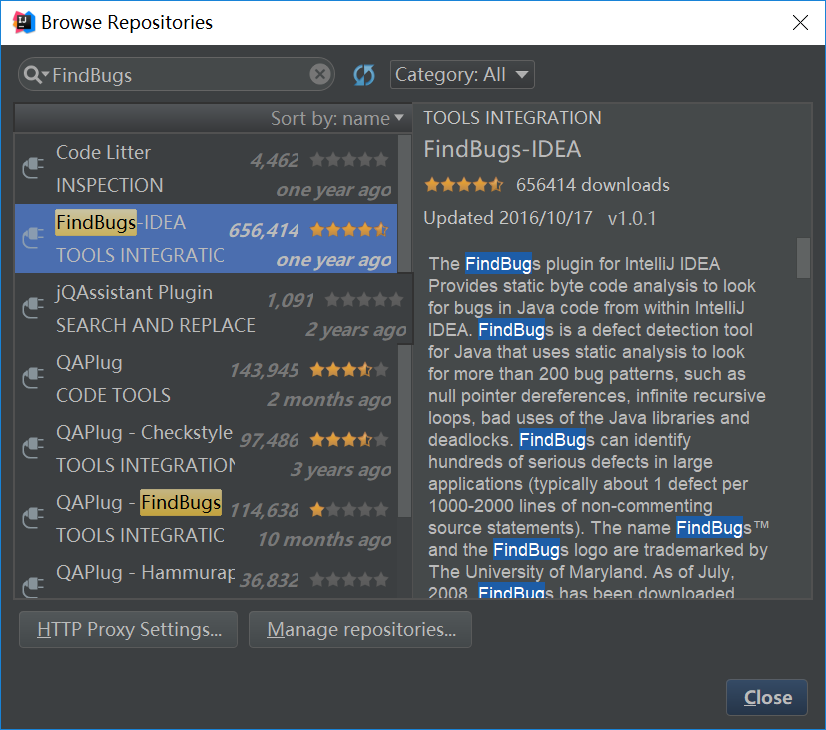 Browse Repositories
FindBugs
Category: All
Sort by: name
Code Litter
4,462
INSPECTION
one year ago
FindBugs-IDEA
656,414
TOOLS INTEGRATIC
one year ago
jQAssistant Plugin
1,091
SEARCH AND REPLACE
2 years ago
QAPlug
143,945
CODE TOOLS
2 months ago
QAPlug - Checkstyle
97,486
TOOLS INTEGRATION
3 years ago
QAPlug - FindBugs
114,638
TOOLS INTEGRATIC
10 months ago
QAPlug - Hammurap
36,832
TOOLS INTEGRATION
FindBugs-IDEA
656414 downloads
Updated 2016/10/17 v1.0.1
The FindBugs plugin for IntelliJ IDEA
Provides static byte code analysis to look
for bugs in Java code from within IntelliJ
IDEA. FindBugs is a defect detection tool
for Java that uses static analysis to look
for more than 200 bug patterns, such as
null pointer dereferences, infinite recursive
loops, bad uses of the Java libraries and
deadlocks. FindBugs can identify
hundreds of serious defects in large
applications (typically about 1 defect per
1000-2000 lines of non-commenting
source statements). The name FindBugs™
and the FindBugs logo are trademarked by
The University of Maryland. As of July,
2008, FindBugs has been downloaded
HTTP Proxy Settings...
Manage repositories...
Close